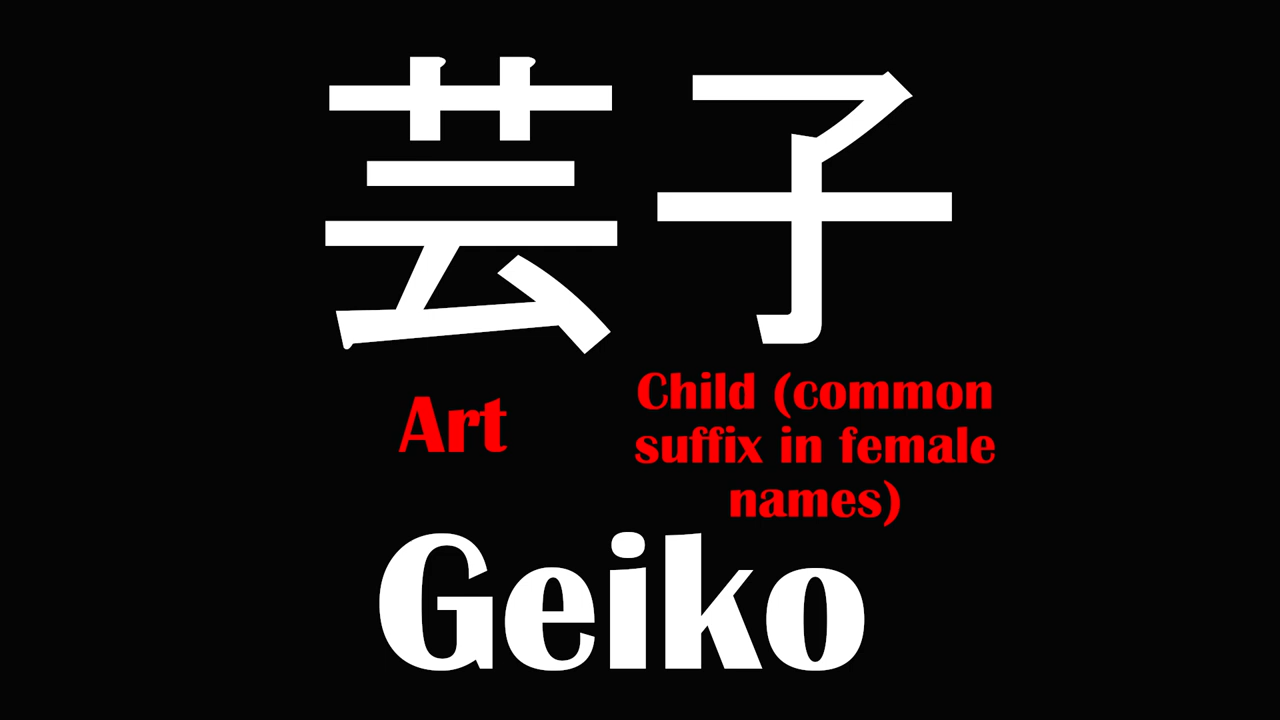 芸子
Art
Child (common
suffix in female
names)
Geiko